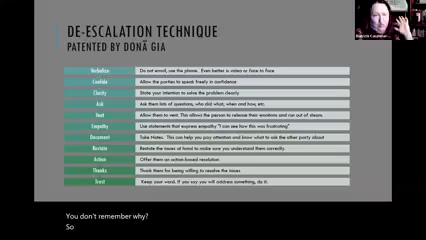 DE-ESCALATION TECHNIQUE
PATENTED BY DONÃ GIA
Verbalize Do not email, use the phone. Even better is video or face to face
Confide Allow the parties to speak freely in confidence
Clarity State your intention to solve the problem clearly
Ask Ask them lots of questions, who did what, when and how, etc.
Vent Allow them to vent. This allows the person to release their emotions and run out of steam.
Empathy Use statements that express empathy "I can see how this was frustrating"
Document Take Notes. This can help you pay attention and know what to ask the other party about
Restate Restate the issues at hand to make sure you understand them correctly.
Action Offer them an action-based resolution
Thanks Thank them for being willing to resolve the issues
Trust Keep your word. If you say you will address something, do it.
You don't remember why?
So